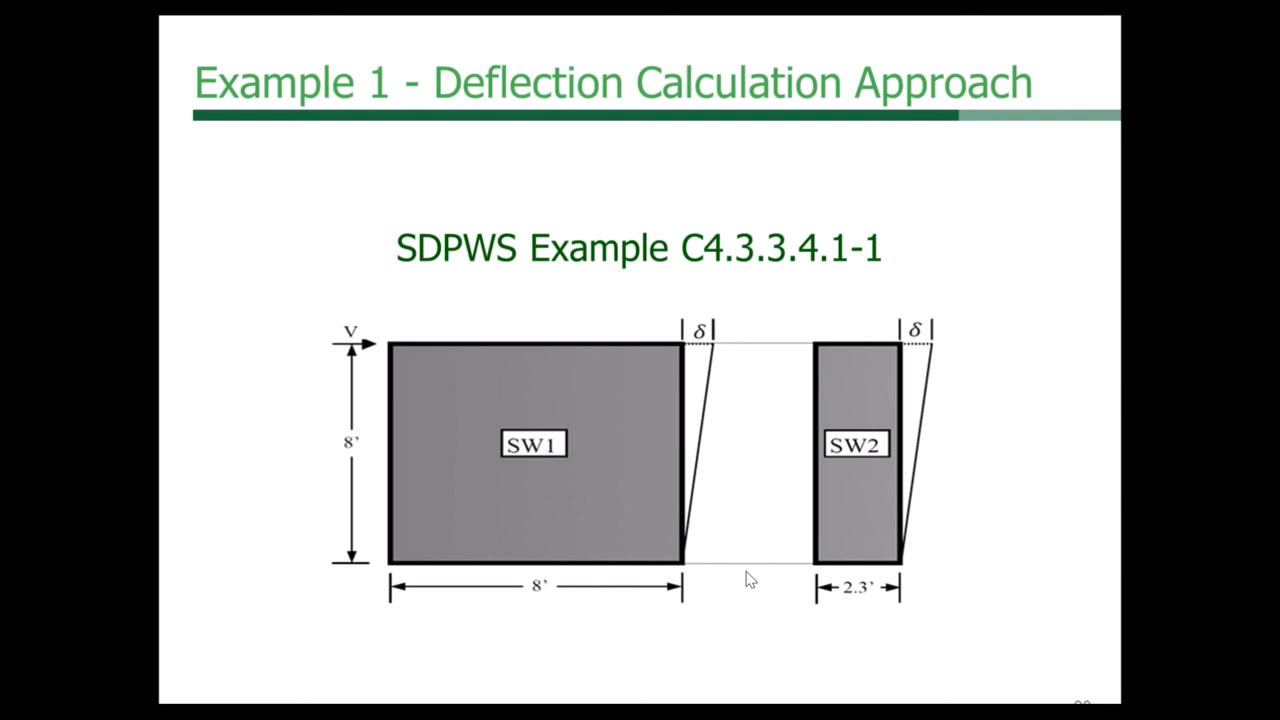 Example 1 - Deflection Calculation Approach
SDPWS Example C4.3.3.4.1-1
V
δ
δ
8’
SW1
SW2
8’
2.3’